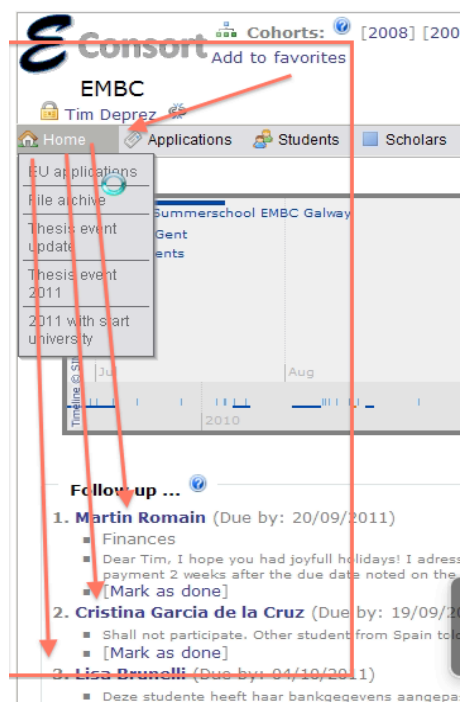 E Consort
Cohorts: [2008] [200
Add to favorites
EMBC
Tim Deprez
Home Applications Students Scholars
EU applications
File archive
Thesis event
update
Thesis event
2011
2011 with start
university
Summerschool EMBC Galway
Gent
ents
Jul Aug
2010
Timeline ©
Follow up ...
1. Martin Romain (Due by: 20/09/2011)
Finances
Dear Tim, I hope you had joyfull holidays! I adress
payment 2 weeks after the due date noted on the
[Mark as done]
2. Cristina Garcia de la Cruz (Due by: 19/09/20
Shall not participate. Other student from Spain told
[Mark as done]
3. Lisa Brunelli (Due by: 04/10/2011)
Deze studente heeft haar bankgegevens aangepa